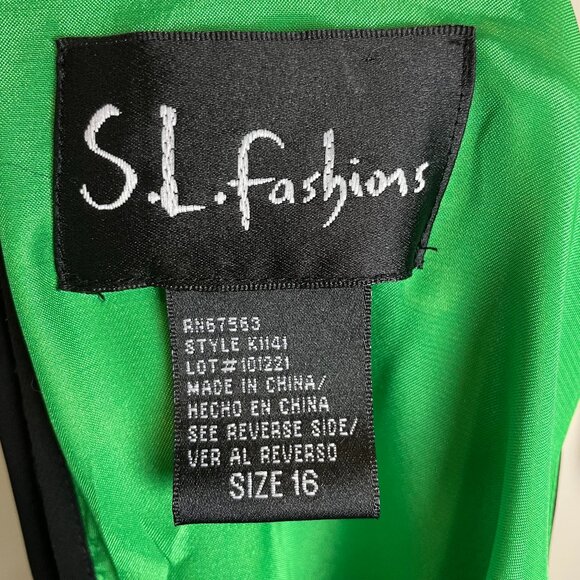 S.L.fashions
RN67563
STYLE K1141
LOT#101221
MADE IN CHINA/
HECHO EN CHINA
SEE REVERSE SIDE/
VER AL REVERSO
SIZE 16